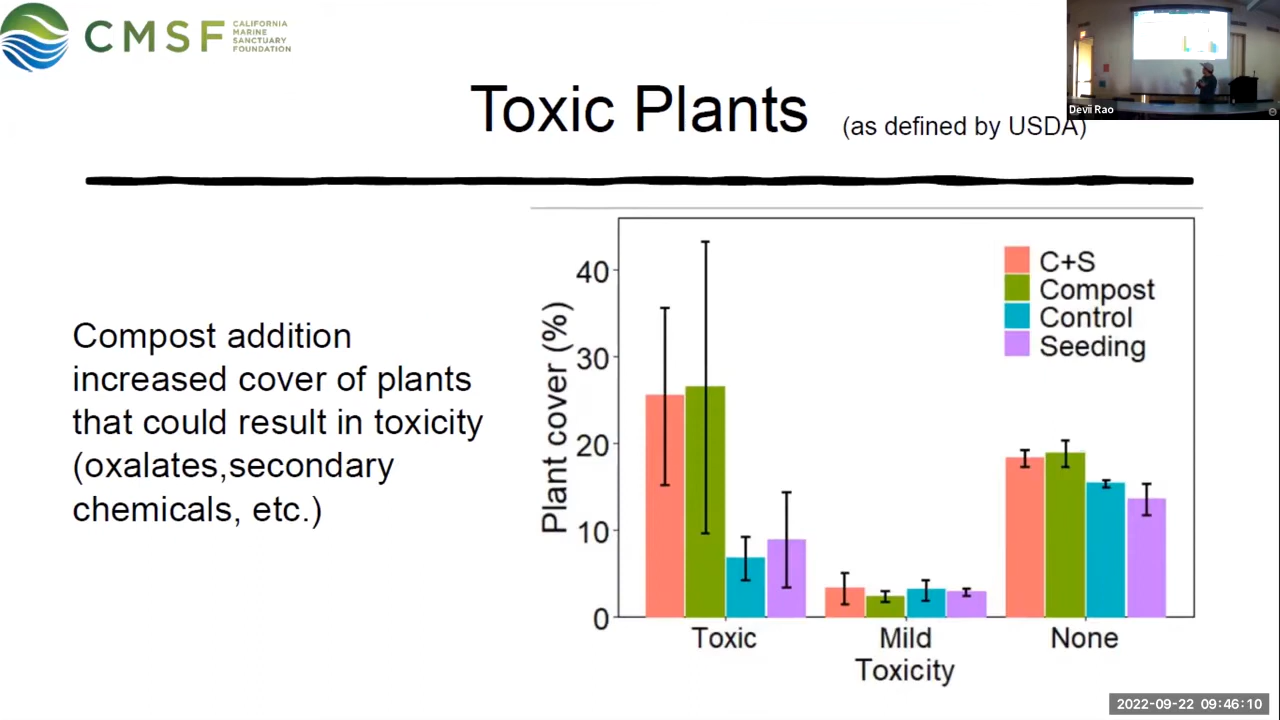 CMSF
CALIFORNIA
MARINE
SANCTUARY
FOUNDATION
Devii Rao
Toxic Plants (as defined by USDA)
Compost addition
increased cover of plants
that could result in toxicity
(oxalates,secondary
chemicals, etc.)
Plant cover (%)
40
30
20
10
0
C+S
Compost
Control
Seeding
Toxic Mild None
Toxicity
2022-09-22 09:46:10